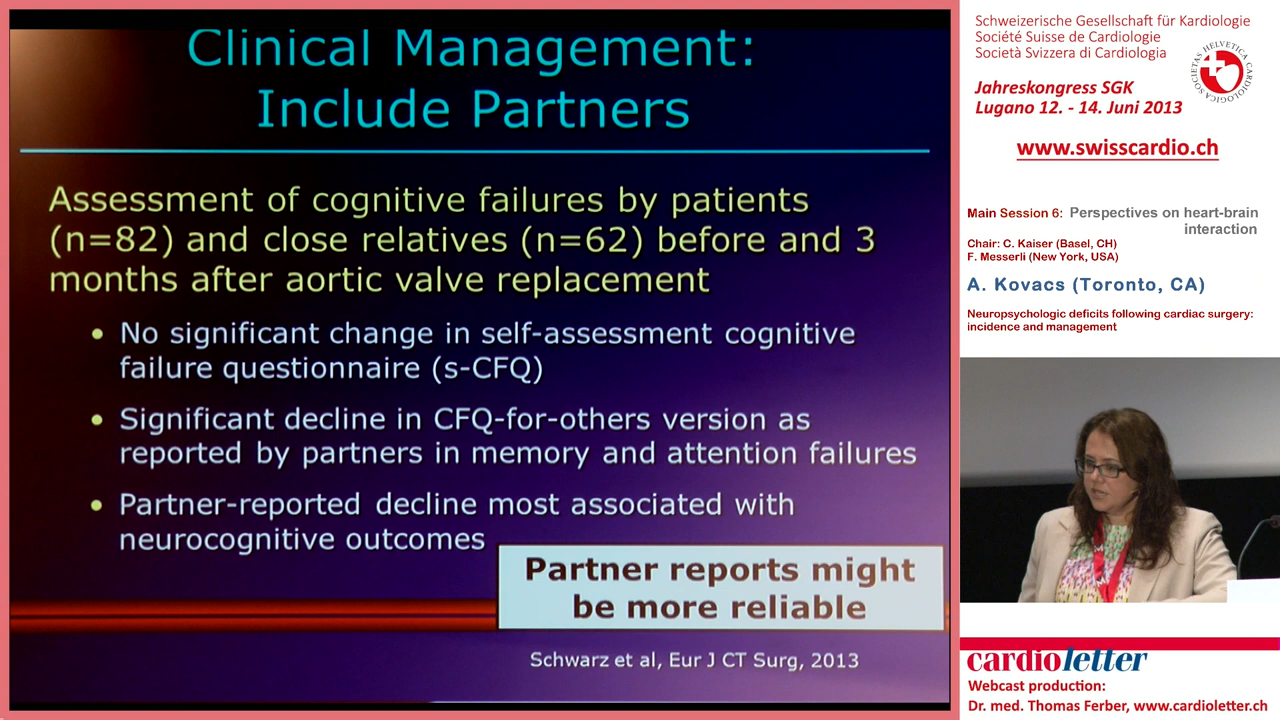 Clinical Management:
Include Partners
Assessment of cognitive failures by patients
(n=82) and close relatives (n=62) before and 3
months after aortic valve replacement
• No significant change in self-assessment cognitive
failure questionnaire (s-CFQ)
• Significant decline in CFQ-for-others version as
reported by partners in memory and attention failures
• Partner-reported decline most associated with
neurocognitive outcomes
Partner reports might
be more reliable
Schwarz et al, Eur J CT Surg, 2013
Schweizerische Gesellschaft für Kardiologie
Société Suisse de Cardiologie
Società Svizzera di Cardiologia
SOCIETAS HELVETICA CARDIOLOGICA
Jahreskongress SGK
Lugano 12. - 14. Juni 2013
www.swisscardio.ch
Main Session 6: Perspectives on heart-brain
interaction
Chair: C. Kaiser (Basel, CH)
F. Messerli (New York, USA)
A. Kovacs (Toronto, CA)
Neuropsychologic deficits following cardiac surgery:
incidence and management
cardioletter
Webcast production:
Dr. med. Thomas Ferber, www.cardioletter.ch